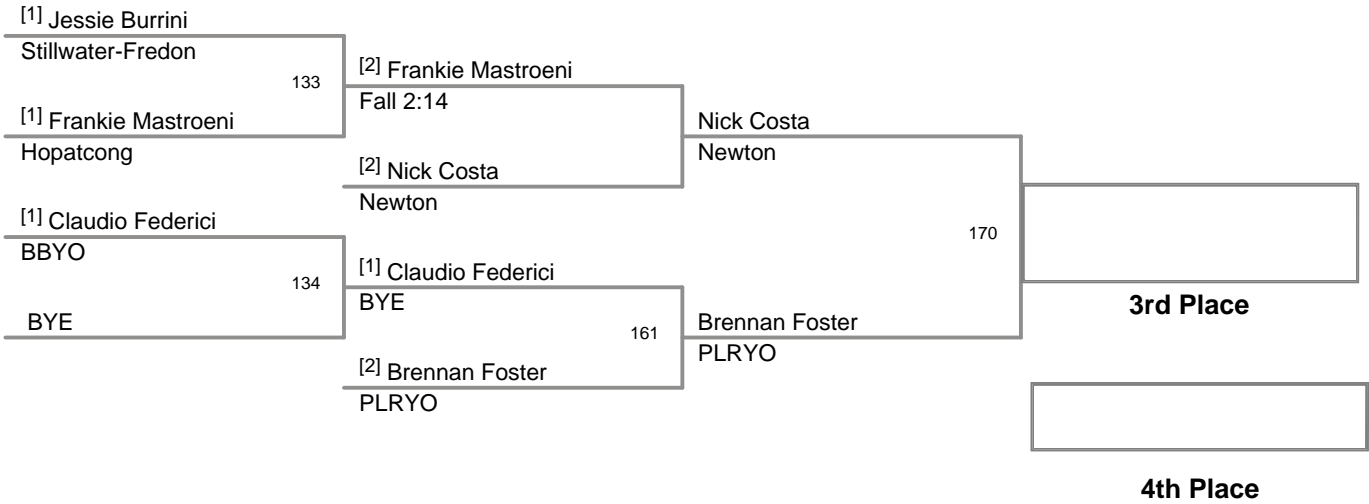 [1] Jessie Burrini
Stillwater-Fredon
133
[2] Frankie Mastroeni
Fall 2:14
[1] Frankie Mastroeni
Hopatcong
Nick Costa
Newton
[2] Nick Costa
Newton
[1] Claudio Federici
BBYO
170
134
[1] Claudio Federici
BYE
3rd Place
BYE
161
Brennan Foster
PLRYO
[2] Brennan Foster
PLRYO
4th Place